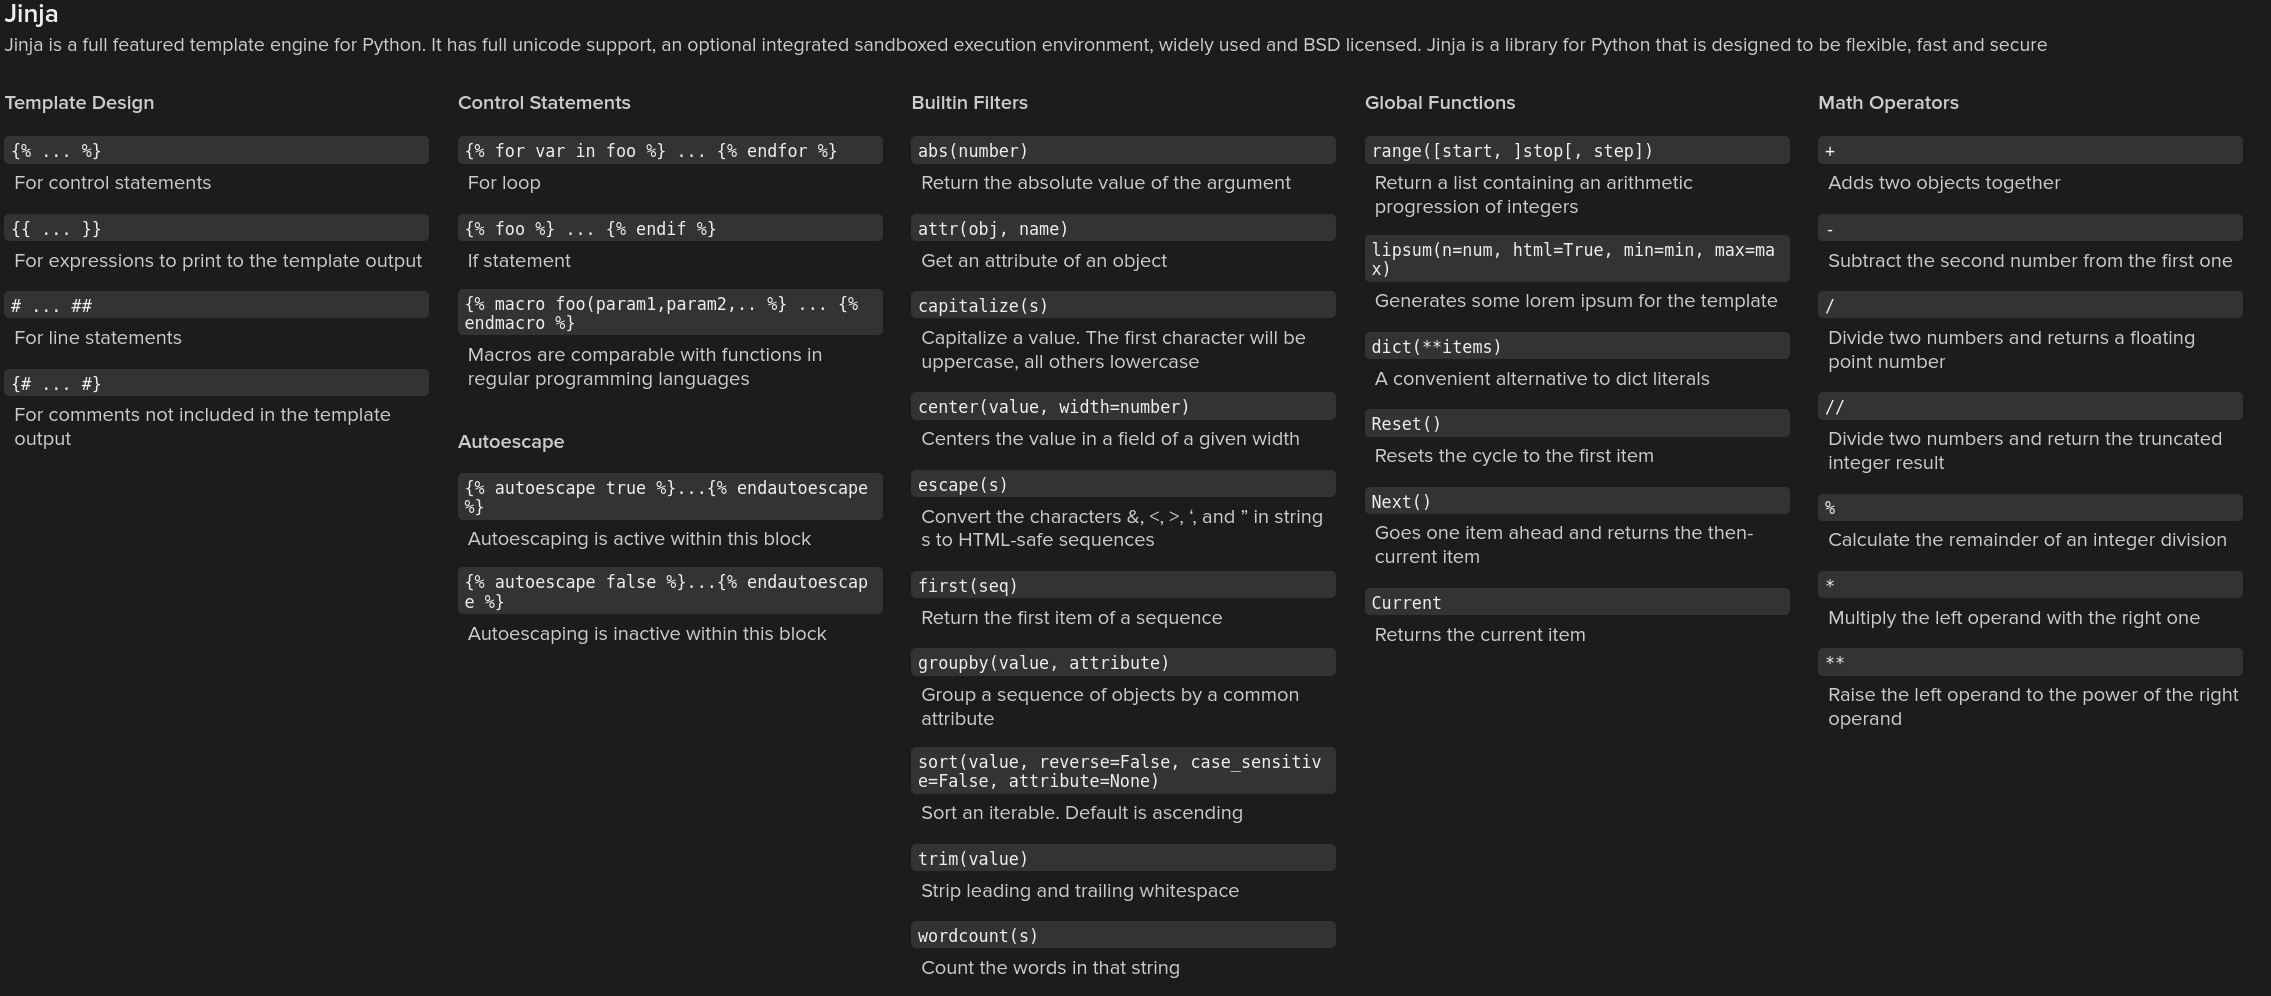 Jinja
Jinja is a full featured template engine for Python. It has full unicode support, an optional integrated sandboxed execution environment, widely used and BSD licensed. Jinja is a library for Python that is designed to be flexible, fast and secure
Template Design
{% ... %}
For control statements
{{ ... }}
For expressions to print to the template output
# ... ##
For line statements
{# ... #}
For comments not included in the template
output
Control Statements
{% for var in foo %} ... {% endfor %}
For loop
{% foo %} ... {% endif %}
If statement
{% macro foo(param1,param2,.. %} ... {%
endmacro %}
Macros are comparable with functions in
regular programming languages
Autoescape
{% autoescape true %}...{% endautoescape
%}
Autoescaping is active within this block
{% autoescape false %}...{% endautoescap
e %}
Autoescaping is inactive within this block
Builtin Filters
abs(number)
Return the absolute value of the argument
attr(obj, name)
Get an attribute of an object
capitalize(s)
Capitalize a value. The first character will be
uppercase, all others lowercase
center(value, width=number)
Centers the value in a field of a given width
escape(s)
Convert the characters &, <, >, ‘, and ” in string
s to HTML-safe sequences
first(seq)
Return the first item of a sequence
groupby(value, attribute)
Group a sequence of objects by a common
attribute
sort(value, reverse=False, case_sensitiv
e=False, attribute=None)
Sort an iterable. Default is ascending
trim(value)
Strip leading and trailing whitespace
wordcount(s)
Count the words in that string
Global Functions
range([start, ]stop[, step])
Return a list containing an arithmetic
progression of integers
lipsum(n=num, html=True, min=min, max=ma
x)
Generates some lorem ipsum for the template
dict(**items)
A convenient alternative to dict literals
Reset()
Resets the cycle to the first item
Next()
Goes one item ahead and returns the then-
current item
Current
Returns the current item
Math Operators
+
Adds two objects together
-
Subtract the second number from the first one
/
Divide two numbers and returns a floating
point number
//
Divide two numbers and return the truncated
integer result
%
Calculate the remainder of an integer division
*
Multiply the left operand with the right one
**
Raise the left operand to the power of the right
operand